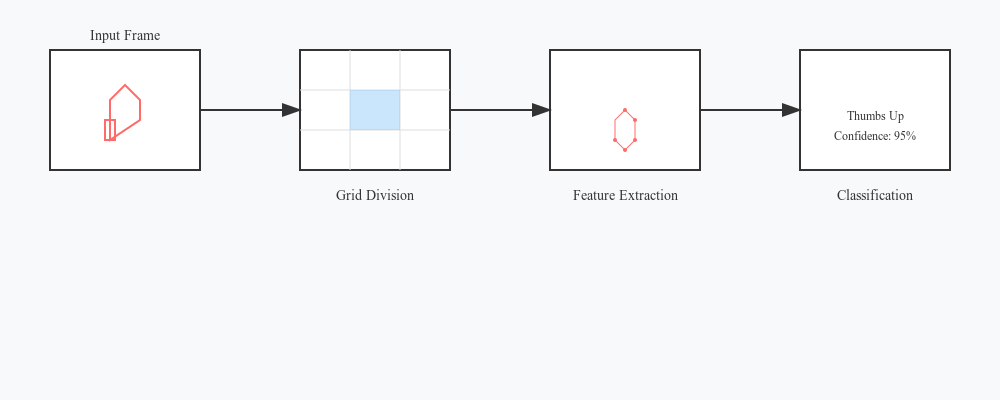 Input Frame
Thumbs Up
Confidence: 95%
Grid Division
Feature Extraction
Classification